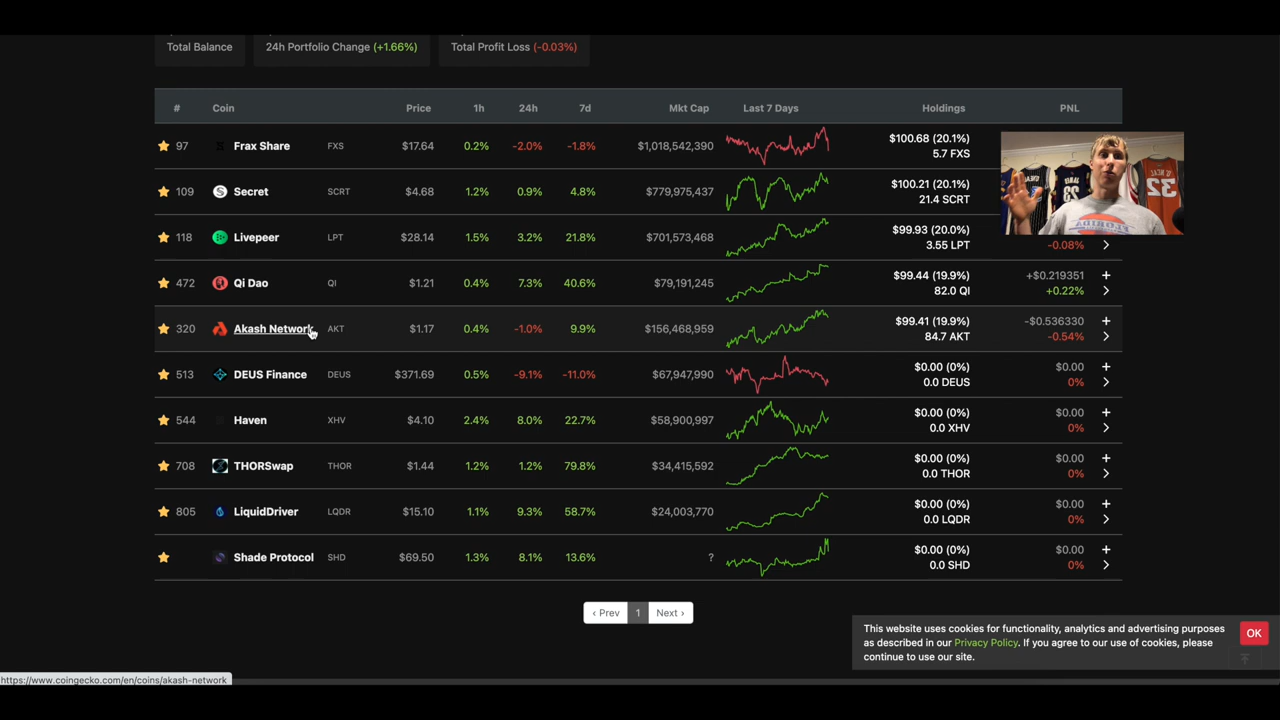 Total Balance
24h Portfolio Change (+1.66%)
Total Profit Loss (-0.03%)
# Coin Price 1h 24h 7d Mkt Cap Last 7 Days Holdings PNL
97 Frax Share FXS $17.64 0.2% -2.0% -1.8% $1,018,542,390 $100.68 (20.1%)
5.7 FXS
109 Secret SCRT $4.68 1.2% 0.9% 4.8% $779,975,437 $100.21 (20.1%)
21.4 SCRT
118 Livepeer LPT $28.14 1.5% 3.2% 21.8% $701,573,468 $99.93 (20.0%)
3.55 LPT -0.08%
472 Qi Dao QI $1.21 0.4% 7.3% 40.6% $79,191,245 $99.44 (19.9%) +$0.219351
82.0 QI +0.22%
320 Akash Network AKT $1.17 0.4% -1.0% 9.9% $156,468,959 $99.41 (19.9%) -$0.536330
84.7 AKT -0.54%
513 DEUS Finance DEUS $371.69 0.5% -9.1% -11.0% $67,947,990 $0.00 (0%) $0.00
0.0 DEUS 0%
544 Haven XHV $4.10 2.4% 8.0% 22.7% $58,900,997 $0.00 (0%) $0.00
0.0 XHV 0%
708 THORSwap THOR $1.44 1.2% 1.2% 79.8% $34,415,592 $0.00 (0%) $0.00
0.0 THOR 0%
805 LiquidDriver LQDR $15.10 1.1% 9.3% 58.7% $24,003,770 $0.00 (0%) $0.00
0.0 LQDR 0%
Shade Protocol SHD $69.50 1.3% 8.1% 13.6% ? $0.00 (0%) $0.00
0.0 SHD 0%
‹ Prev 1 Next ›
This website uses cookies for functionality, analytics and advertising purposes
as described in our Privacy Policy. If you agree to our use of cookies, please
continue to use our site.
OK
https://www.coingecko.com/en/coins/akash-network